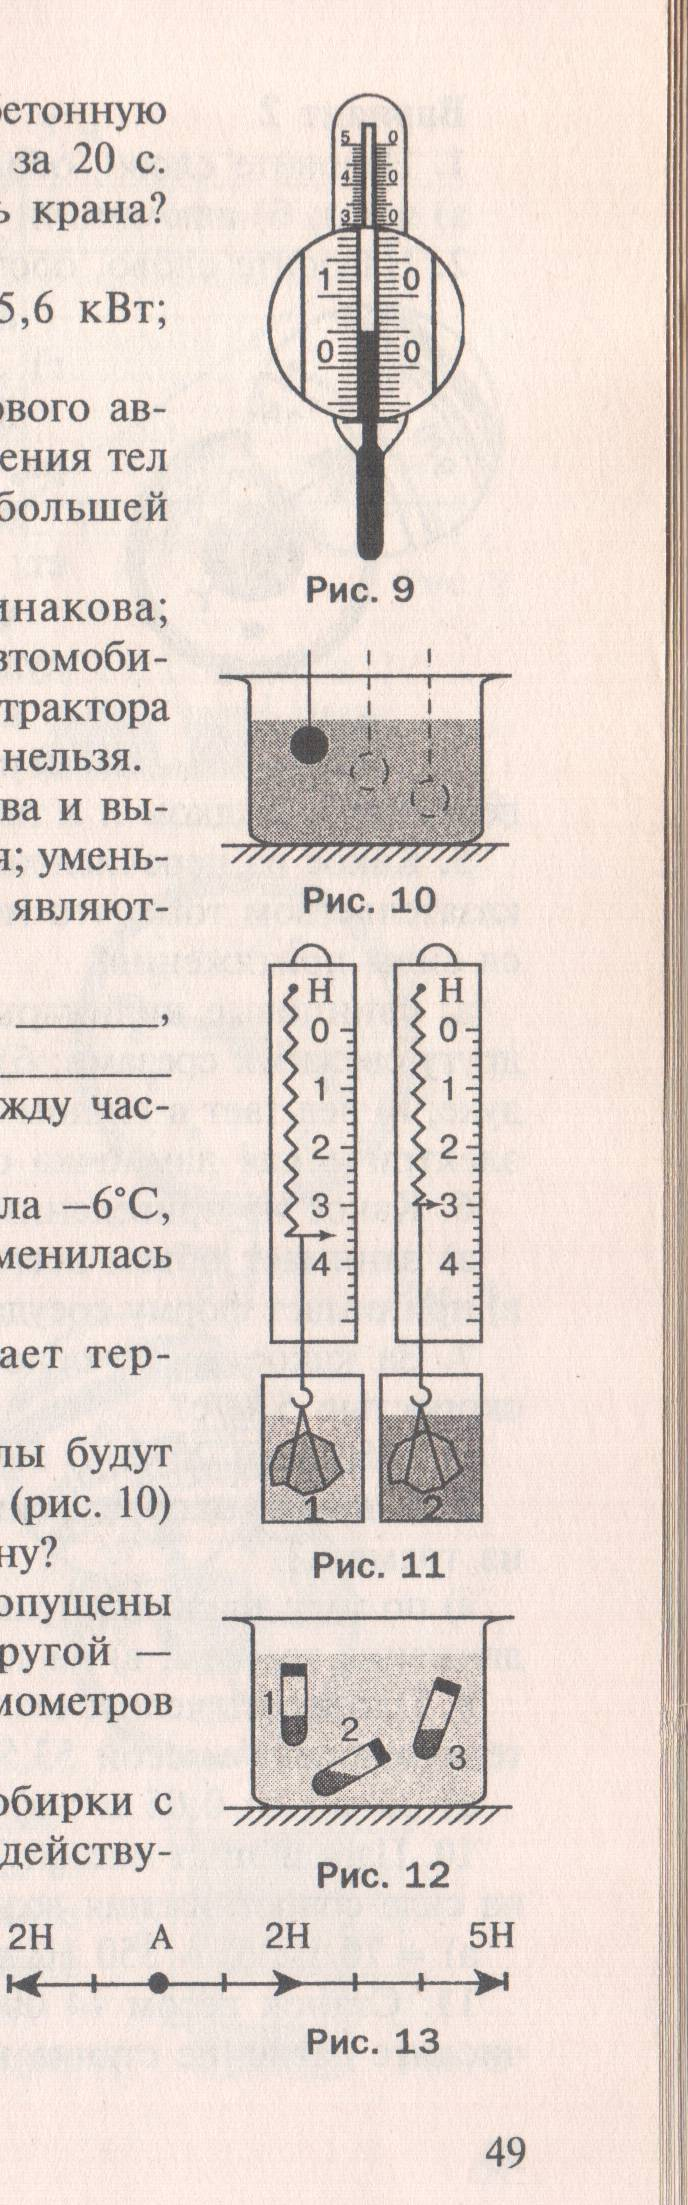 бетонную
за 20 с.
ь крана?
5,6 кВт;
ового ав-
ения тел
большей
инакова;
втомоби-
трактора
нельзя.
ва и вы-
я; умень-
являют-
_________,
_________
жду час-
ла −6°С,
менилась
ает тер-
лы будут
(рис. 10)
ну?
опущены
ругой —
мометров
обирки с
действу-
5 0
4 0
3 0
1 0
0 0
Рис. 9
Рис. 10
Н
0
1
2
3
4
1
Н
0
1
2
3
4
2
Рис. 11
1
2
3
Рис. 12
2Н А 2Н 5Н
Рис. 13
49